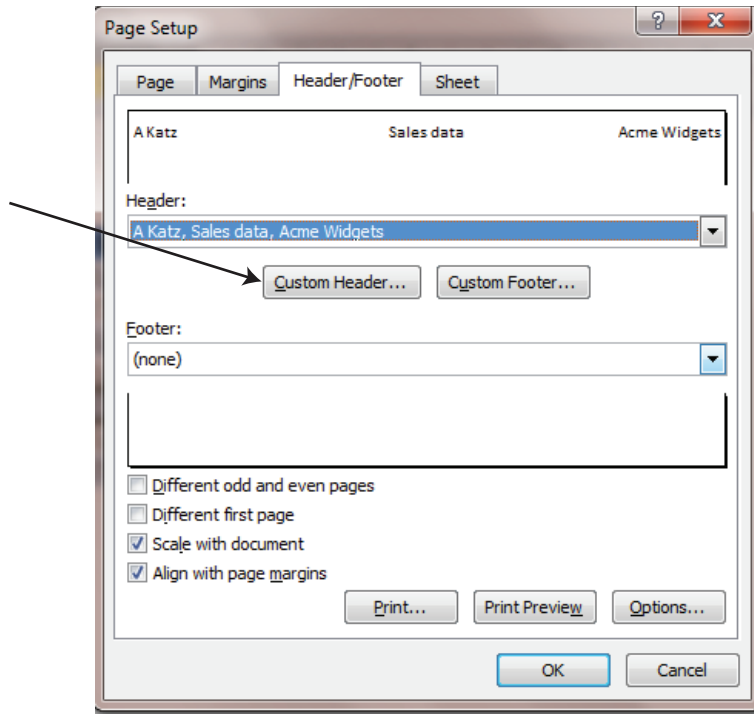 Page Setup
Page Margins Header/Footer Sheet
A Katz Sales data Acme Widgets
Header:
A Katz, Sales data, Acme Widgets
Custom Header... Custom Footer...
Footer:
(none)
Different odd and even pages
Different first page
Scale with document
Align with page margins
Print... Print Preview Options...
OK Cancel